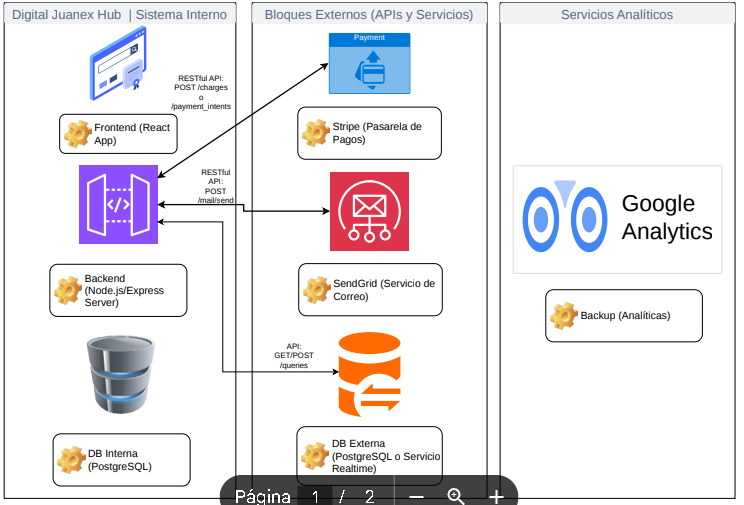 Digital Juanex Hub | Sistema Interno
RESTful API:
POST /charges
o
/payment_intents
Frontend (React
App)
RESTful
API:
POST
/mail/send
</>
Backend
(Node.js/Express
Server)
API:
GET/POST
/queries
DB Interna
(PostgreSQL)
Bloques Externos (APIs y Servicios)
Payment
Stripe (Pasarela de
Pagos)
SendGrid (Servicio de
Correo)
DB Externa
(PostgreSQL o Servicio
Realtime)
Servicios Analíticos
Google
Analytics
Backup (Analíticas)
Página 1 / 2 — +